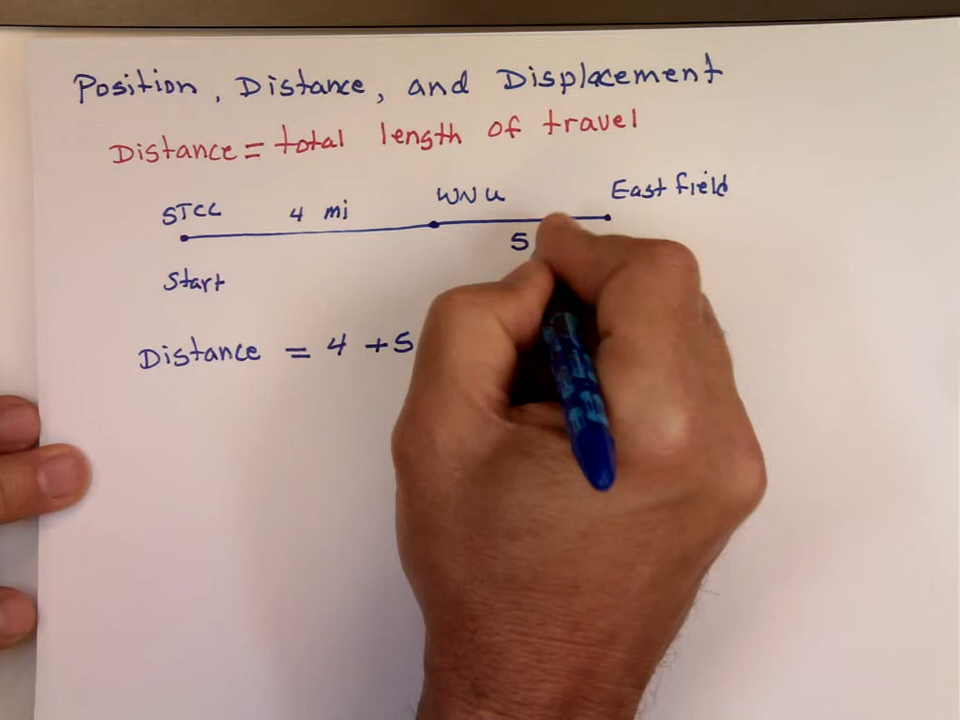 Position, Distance, and Displacement
Distance = total length of travel
STCC 4 mi WNU East field
5
Start
Distance = 4 + 5